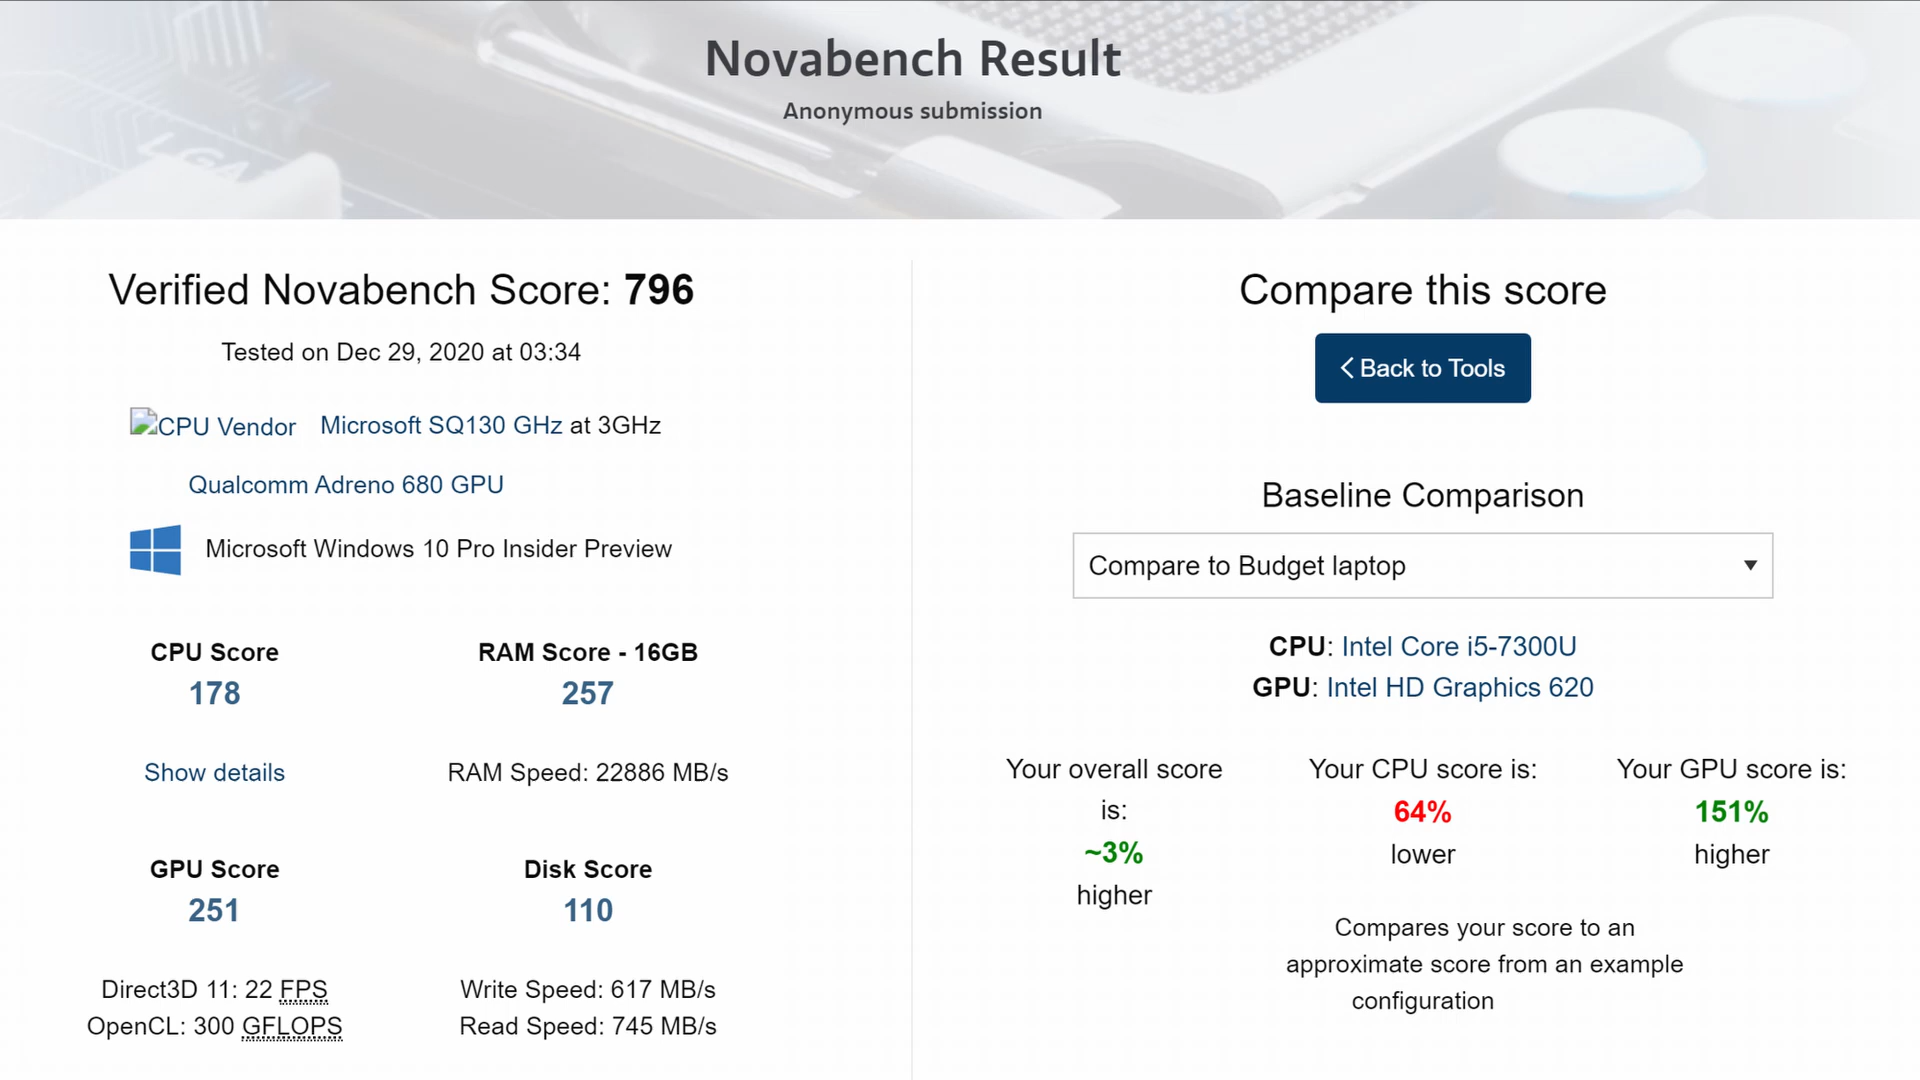 Novabench Result
Anonymous submission
LGA
Verified Novabench Score: 796
Tested on Dec 29, 2020 at 03:34
CPU Vendor Microsoft SQ130 GHz at 3GHz
Qualcomm Adreno 680 GPU
Microsoft Windows 10 Pro Insider Preview
CPU Score
178
Show details
RAM Score - 16GB
257
RAM Speed: 22886 MB/s
GPU Score
251
Direct3D 11: 22 FPS
OpenCL: 300 GFLOPS
Disk Score
110
Write Speed: 617 MB/s
Read Speed: 745 MB/s
Compare this score
Back to Tools
Baseline Comparison
Compare to Budget laptop
CPU: Intel Core i5-7300U
GPU: Intel HD Graphics 620
Your overall score
is:
~3%
higher
Your CPU score is:
64%
lower
Your GPU score is:
151%
higher
Compares your score to an
approximate score from an example
configuration